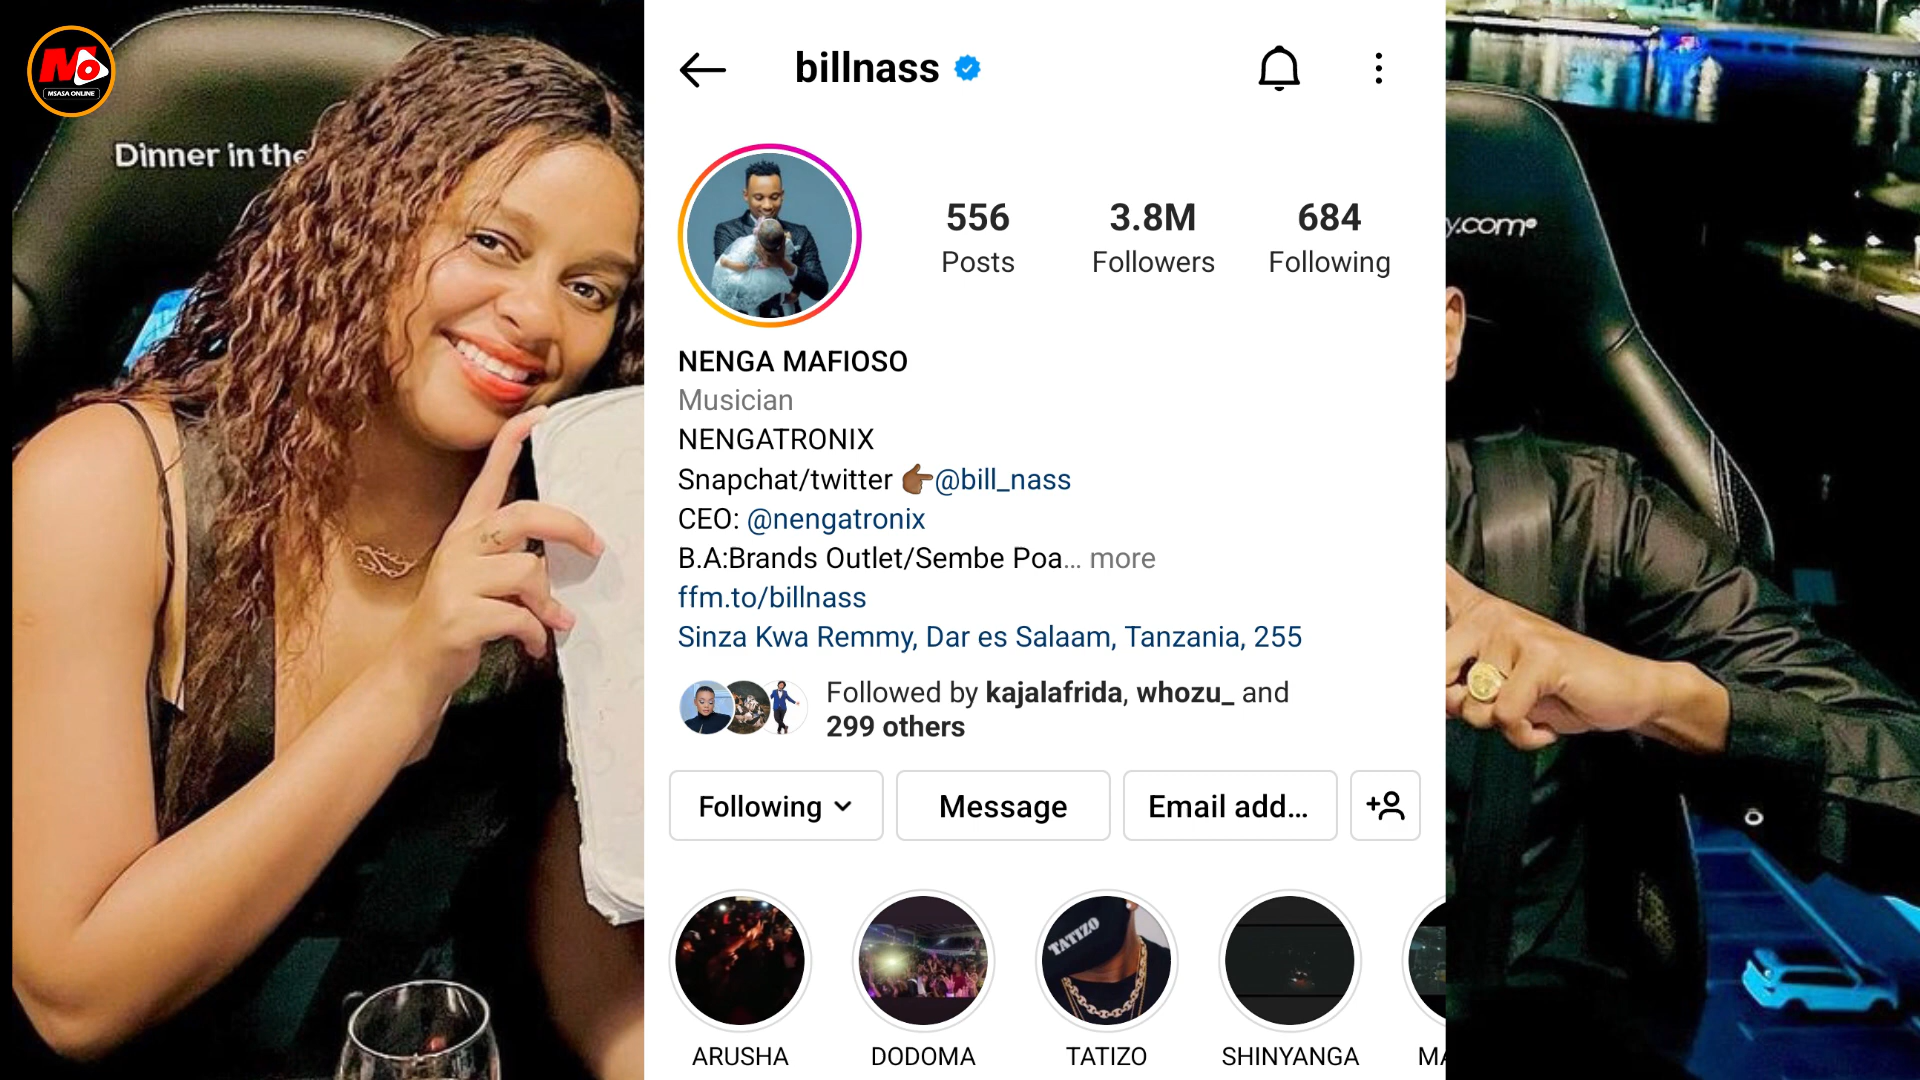 Mo
MSASA ONLINE
Dinner in the
billnass
556
Posts
3.8M
Followers
684
Following
NENGA MAFIOSO
Musician
NENGATRONIX
Snapchat/twitter 👉🏾@bill_nass
CEO: @nengatronix
B.A:Brands Outlet/Sembe Poa... more
ffm.to/billnass
Sinza Kwa Remmy, Dar es Salaam, Tanzania, 255
Followed by kajalafrida, whozu_ and
299 others
Following
Message
Email add...
TATIZO
ARUSHA
DODOMA
TATIZO
SHINYANGA
MA
y.com®